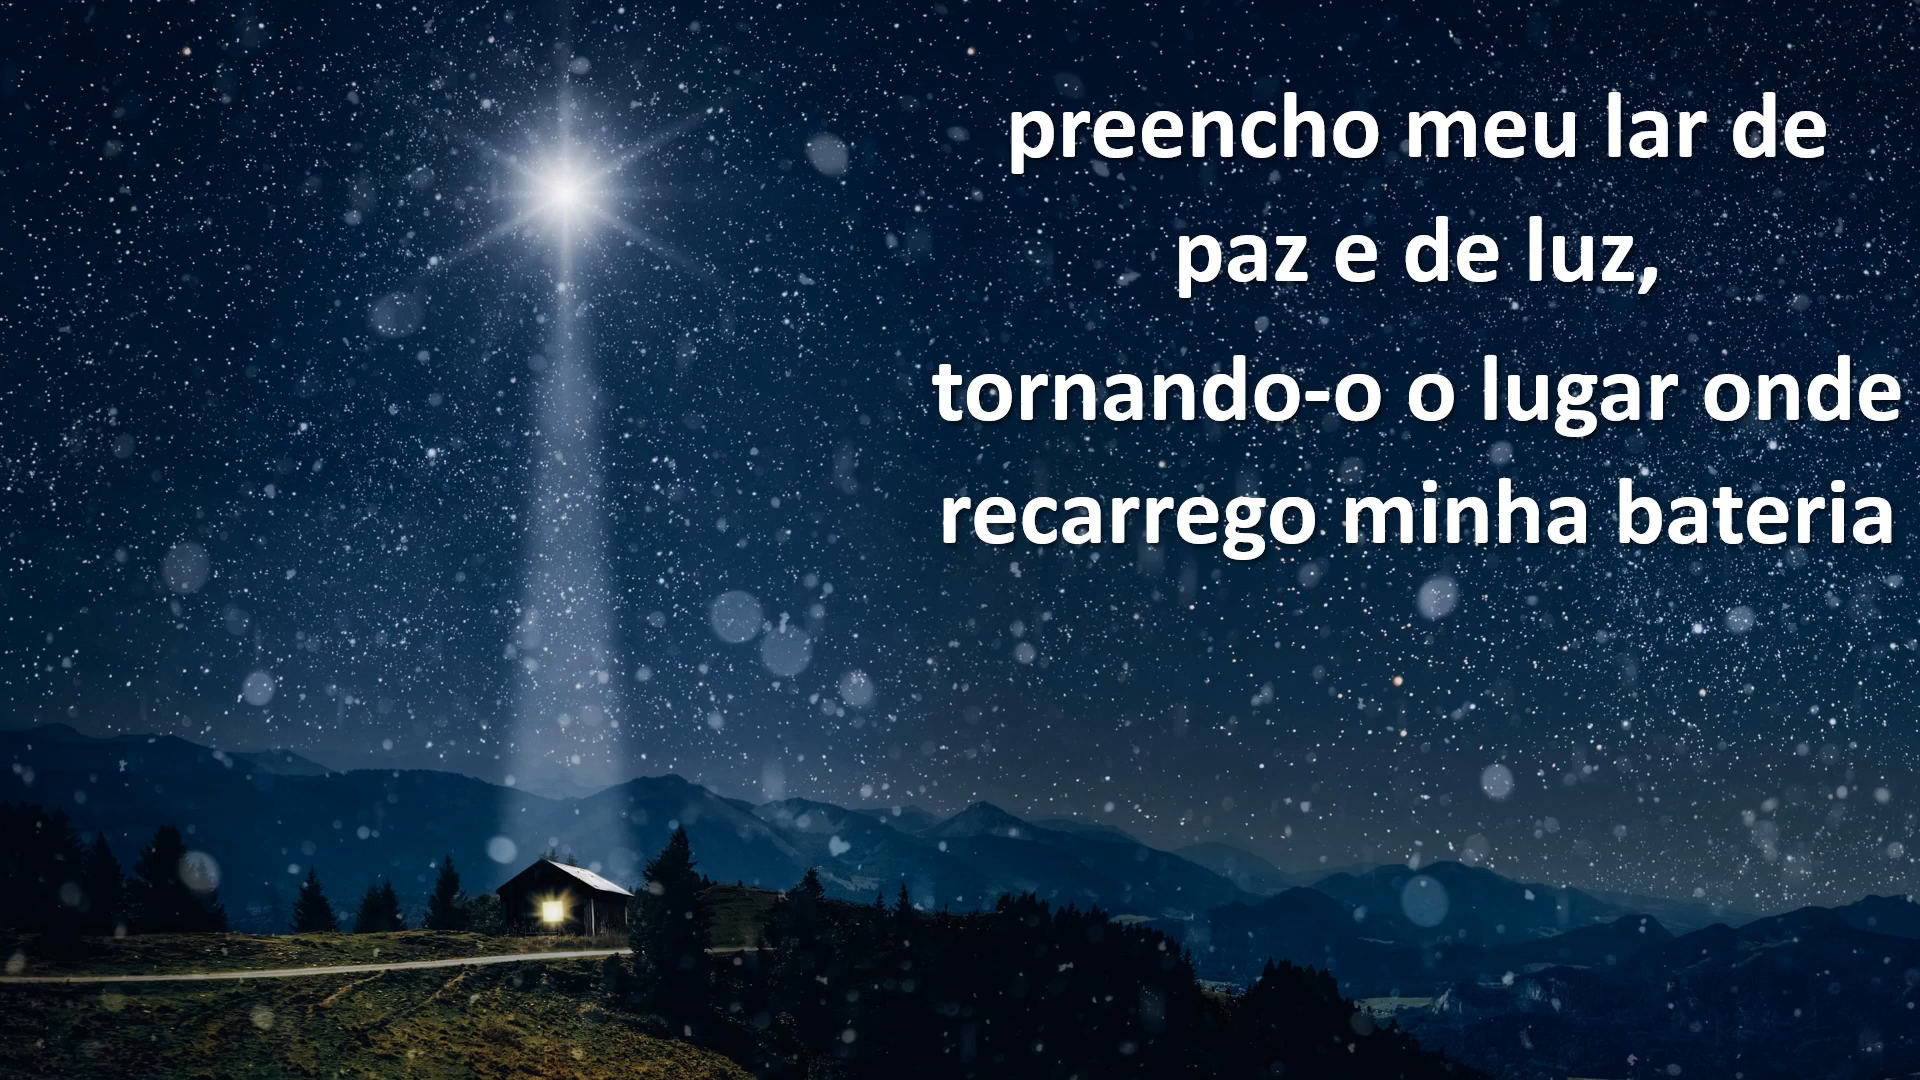 preencho meu lar de
paz e de luz,
tornando-o o lugar onde
recarrego minha bateria